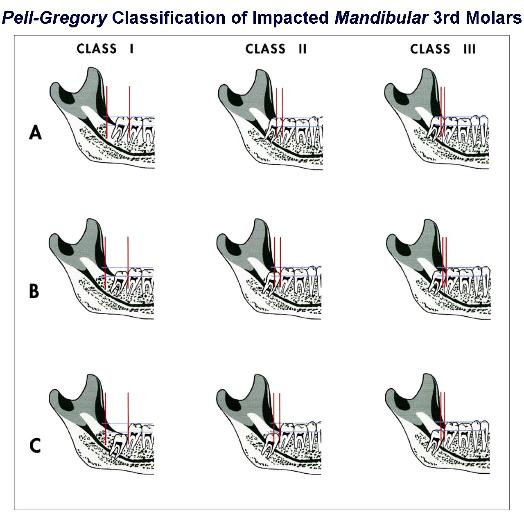 Pell-Gregory Classification of Impacted Mandibular 3rd Molars
CLASS I
CLASS II
CLASS III
A
B
C